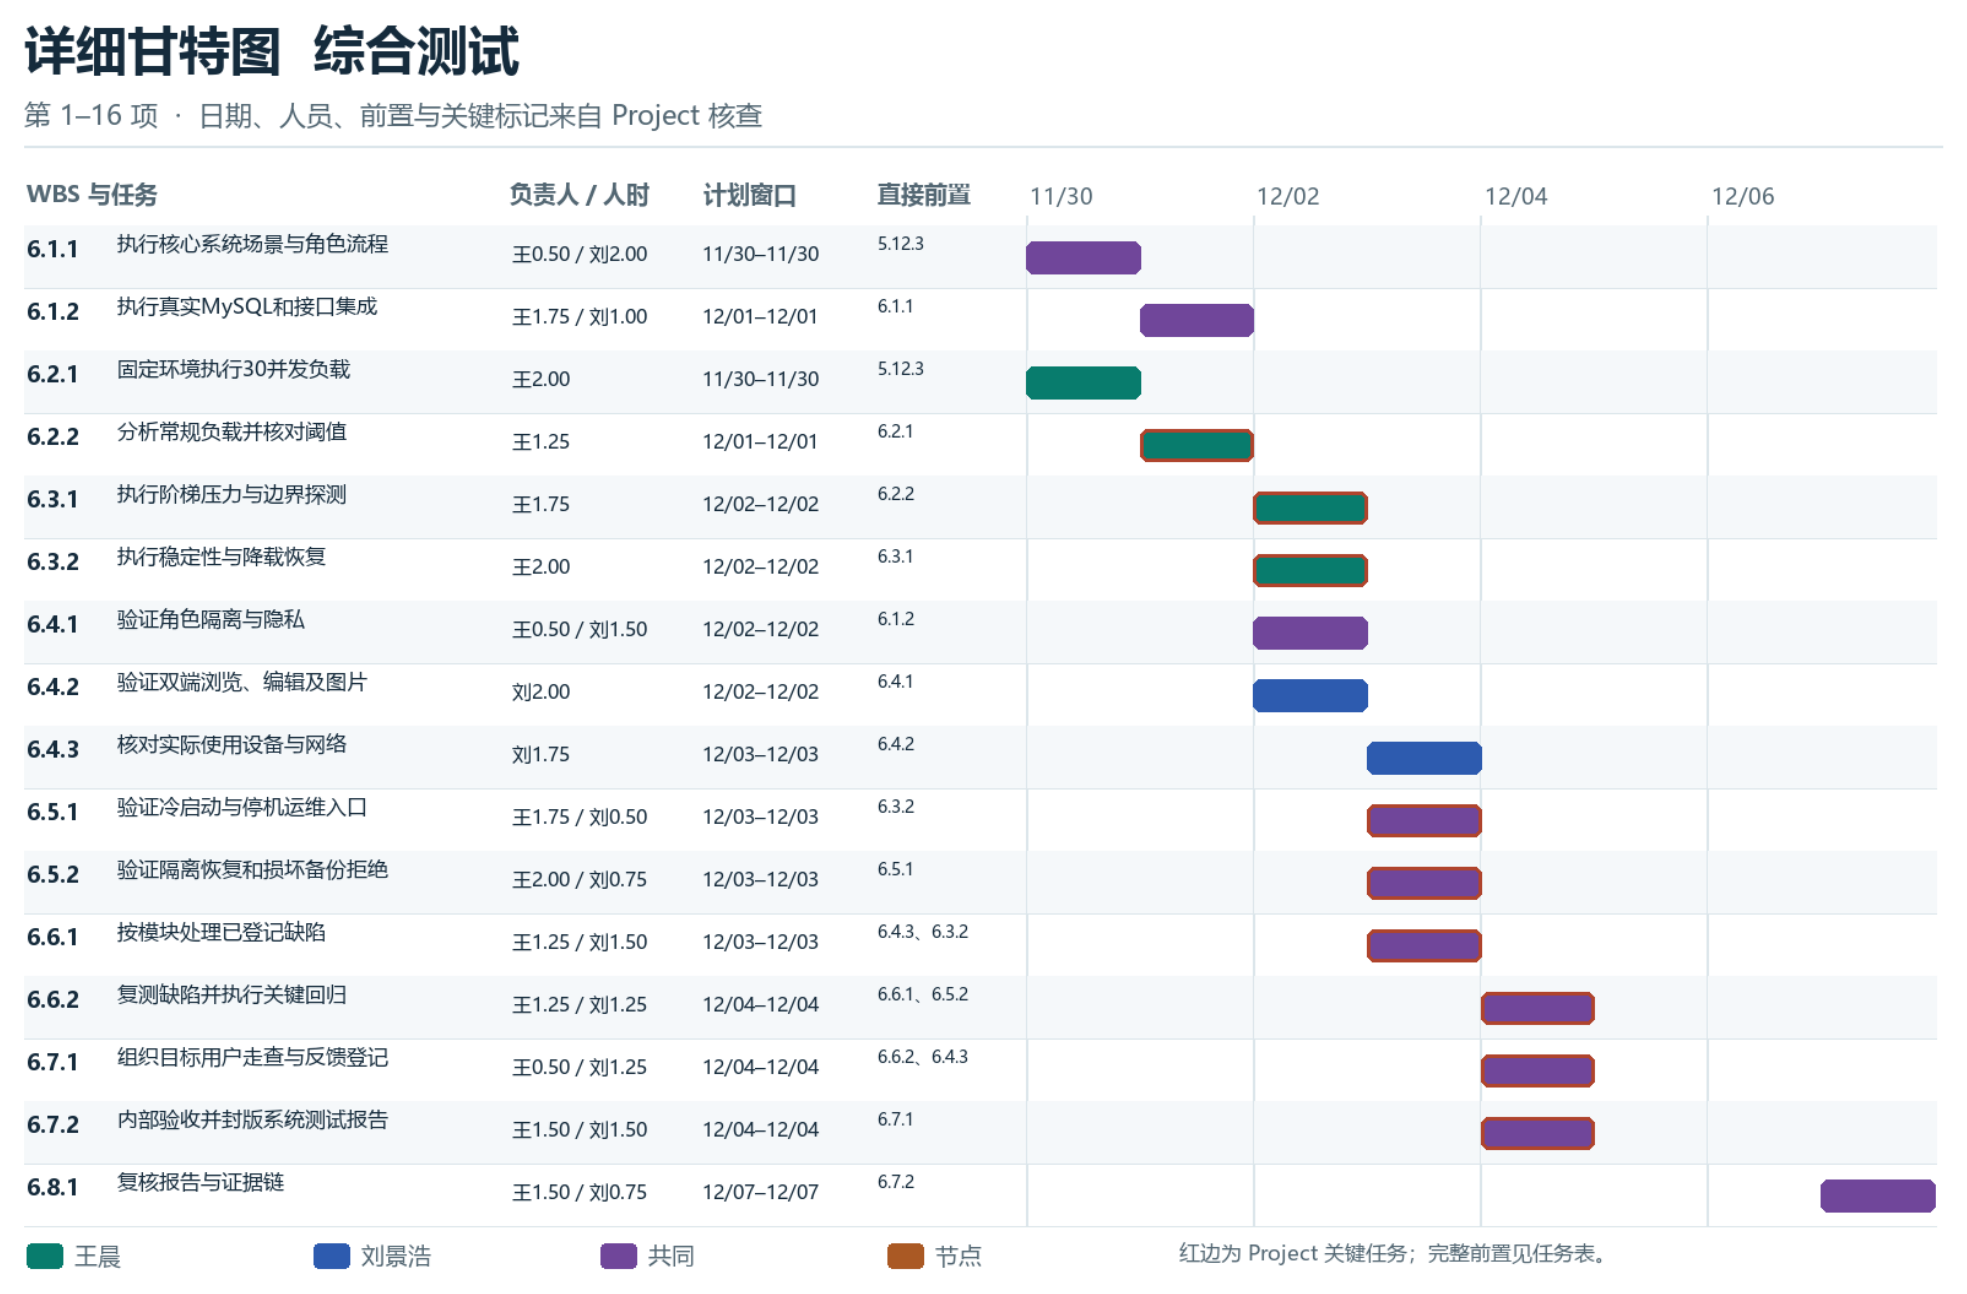 详细甘特图 综合测试
第 1–16 项 · 日期、人员、前置与关键标记来自 Project 核查
WBS 与任务 负责人 / 人时 计划窗口 直接前置 11/30 12/02 12/04 12/06
6.1.1 执行核心系统场景与角色流程 王0.50 / 刘2.00 11/30–11/30 5.12.3
6.1.2 执行真实MySQL和接口集成 王1.75 / 刘1.00 12/01–12/01 6.1.1
6.2.1 固定环境执行30并发负载 王2.00 11/30–11/30 5.12.3
6.2.2 分析常规负载并核对阈值 王1.25 12/01–12/01 6.2.1
6.3.1 执行阶梯压力与边界探测 王1.75 12/02–12/02 6.2.2
6.3.2 执行稳定性与降载恢复 王2.00 12/02–12/02 6.3.1
6.4.1 验证角色隔离与隐私 王0.50 / 刘1.50 12/02–12/02 6.1.2
6.4.2 验证双端浏览、编辑及图片 刘2.00 12/02–12/02 6.4.1
6.4.3 核对实际使用设备与网络 刘1.75 12/03–12/03 6.4.2
6.5.1 验证冷启动与停机运维入口 王1.75 / 刘0.50 12/03–12/03 6.3.2
6.5.2 验证隔离恢复和损坏备份拒绝 王2.00 / 刘0.75 12/03–12/03 6.5.1
6.6.1 按模块处理已登记缺陷 王1.25 / 刘1.50 12/03–12/03 6.4.3、6.3.2
6.6.2 复测缺陷并执行关键回归 王1.25 / 刘1.25 12/04–12/04 6.6.1、6.5.2
6.7.1 组织目标用户走查与反馈登记 王0.50 / 刘1.25 12/04–12/04 6.6.2、6.4.3
6.7.2 内部验收并封版系统测试报告 王1.50 / 刘1.50 12/04–12/04 6.7.1
6.8.1 复核报告与证据链 王1.50 / 刘0.75 12/07–12/07 6.7.2
王晨 刘景浩 共同 节点 红边为 Project 关键任务；完整前置见任务表。